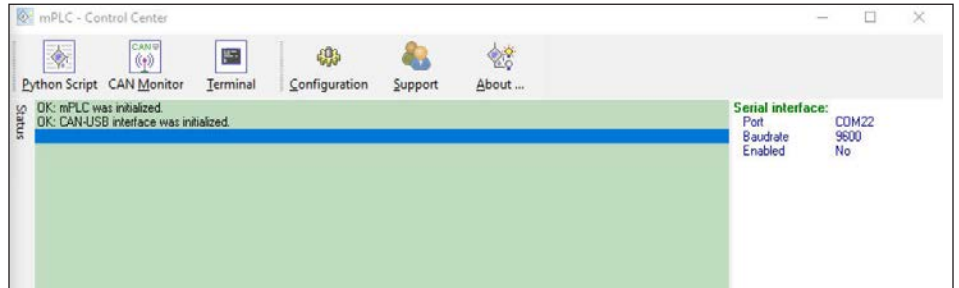 mPLC - Control Center
CAN
Python Script CAN Monitor Terminal Configuration Support About ...
Status
OK: mPLC was initialized.
OK: CAN-USB interface was initialized.
Serial interface:
Port COM22
Baudrate 9600
Enabled No